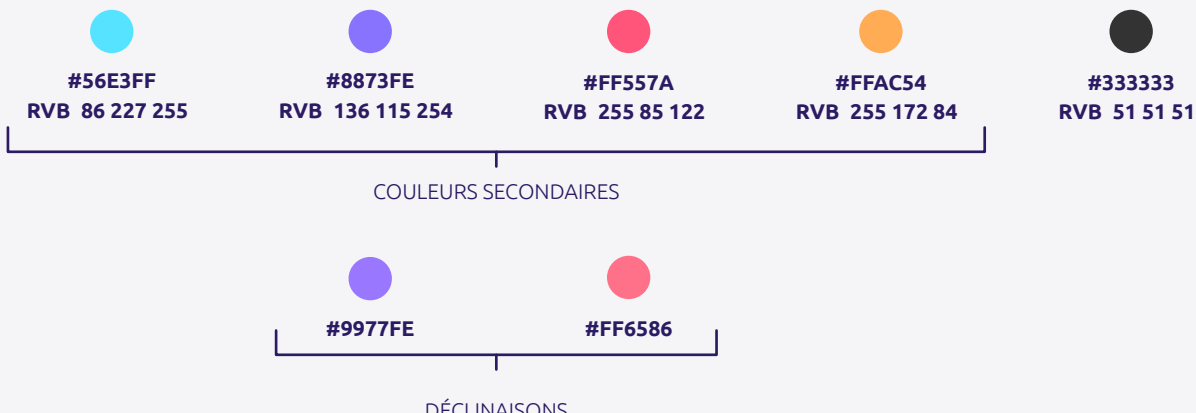 #56E3FF #8873FE #FF557A #FFAC54 #333333
RVB 86 227 255 RVB 136 115 254 RVB 255 85 122 RVB 255 172 84 RVB 51 51 51
COULEURS SECONDAIRES
#9977FE #FF6586
DÉCLINAISONS